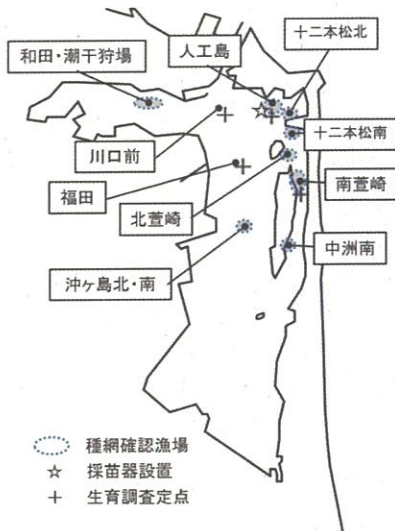 人工島
十二本松北
和田・潮干狩場
十二本松南
川口前
南萱崎
福田
北萱崎
中洲南
沖ヶ島北・南
種網確認漁場
採苗器設置
生育調査定点